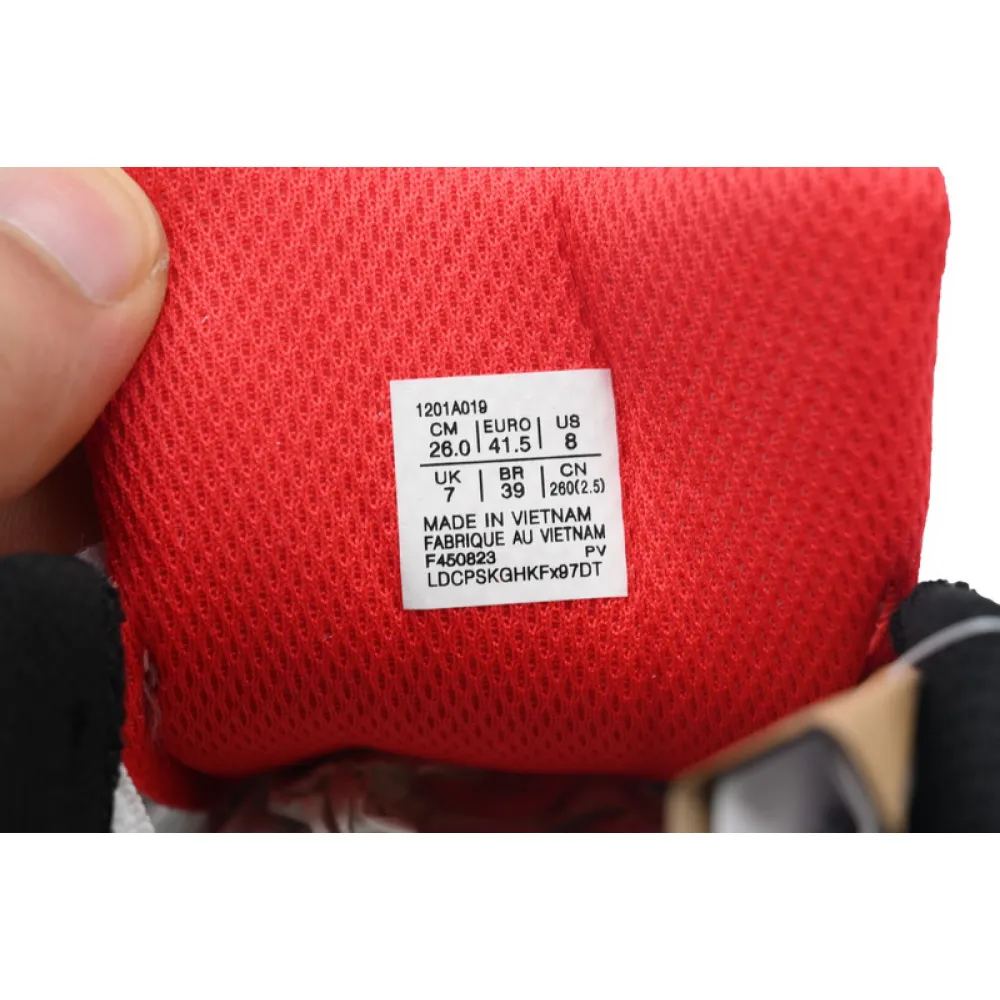 1201A019
CM | EURO | US
26.0 | 41.5 | 8
UK | BR | CN
7 | 39 | 260(2.5)
MADE IN VIETNAM
FABRIQUE AU VIETNAM
F450823 PV
LDCPSKGHKFx97DT